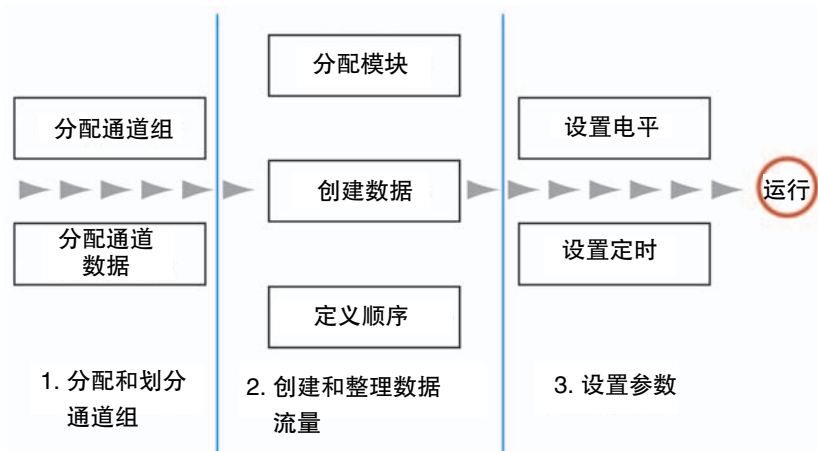 分配通道组
分配通道
数据
1. 分配和划分
通道组
分配模块
创建数据
定义顺序
2. 创建和整理数据
流量
设置电平
设置定时
3. 设置参数
运行